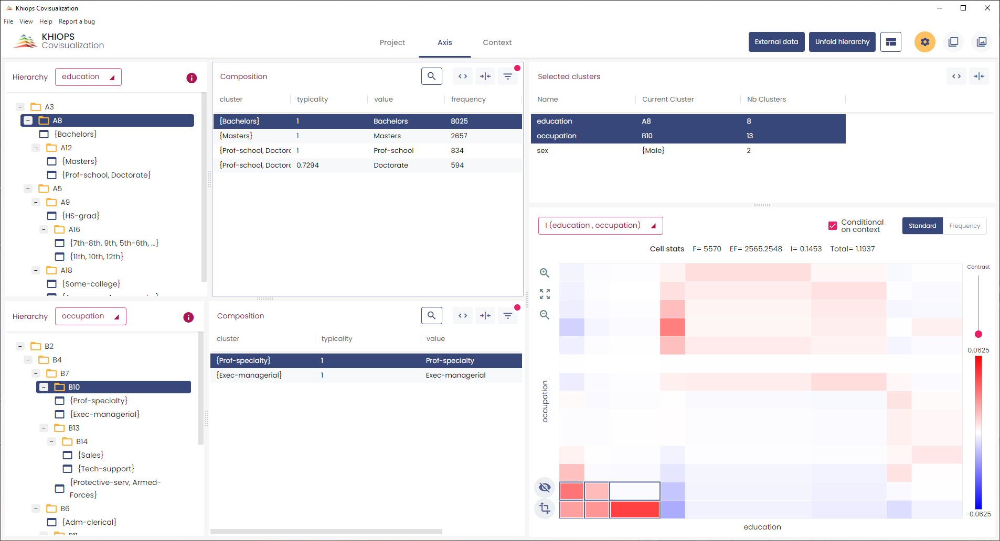 Khiops Covisualization
File View Help Report a bug
KHIOPS
Covisualization
Project Axis Context
External data Unfold hierarchy
Hierarchy education
A3
A8
{Bachelors}
A12
{Masters}
{Prof-school, Doctorate}
A5
A9
{HS-grad}
A16
{7th-8th, 9th, 5th-6th, ...}
{11th, 10th, 12th}
A18
{Some-college}
Composition
cluster typicality value frequency
{Bachelors} 1 Bachelors 8025
{Masters} 1 Masters 2657
{Prof-school, Doctorc 1 Prof-school 834
{Prof-school, Doctorc 0.7294 Doctorate 594
Selected clusters
Name Current Cluster Nb Clusters
education A8 8
occupation B10 13
sex {Male} 2
Hierarchy occupation
B2
B4
B7
B10
{Prof-specialty}
{Exec-managerial}
B13
B14
{Sales}
{Tech-support}
{Protective-serv, Armed-
Forces}
B6
{Adm-clerical}
Composition
cluster typicality value
{Prof-specialty} 1 Prof-specialty
{Exec-managerial} 1 Exec-managerial
I (education , occupation)
Conditional
on context
Standard Frequency
Cell stats F= 5570 EF= 2565.2548 I= 0.1453 Total= 1.1937
Contrast
0.0625
-0.0625
occupation
education